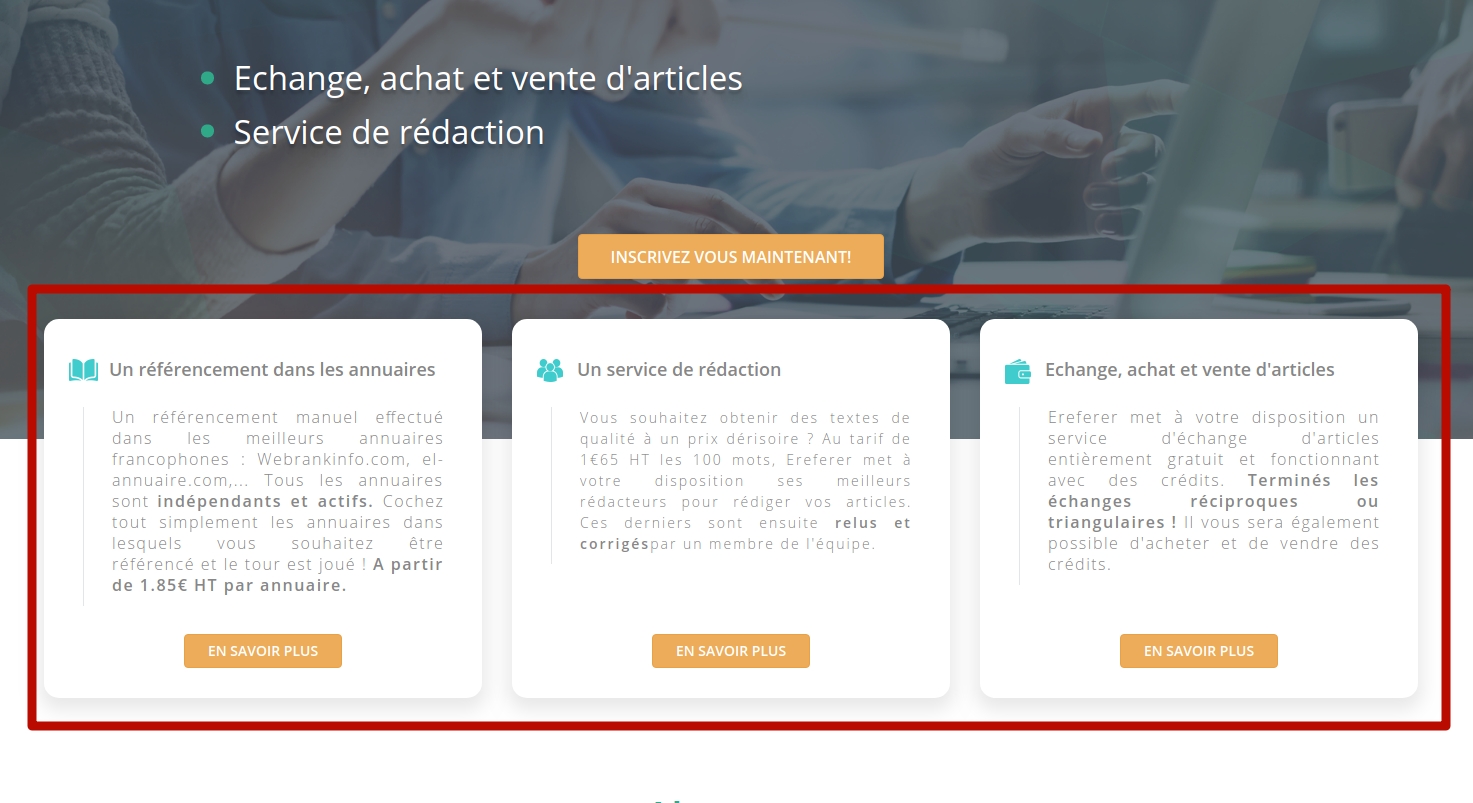 Echange, achat et vente d'articles
Service de rédaction
INSCRIVEZ VOUS MAINTENANT!
Un référencement dans les annuaires
Un référencement manuel effectué
dans les meilleurs annuaires
francophones : Webrankinfo.com, el-
annuaire.com,... Tous les annuaires
sont indépendants et actifs. Cochez
tout simplement les annuaires dans
lesquels vous souhaitez être
référencé et le tour est joué ! A partir
de 1.85€ HT par annuaire.
EN SAVOIR PLUS
Un service de rédaction
Vous souhaitez obtenir des textes de
qualité à un prix dérisoire ? Au tarif de
1€65 HT les 100 mots, Ereferer met à
votre disposition ses meilleurs
rédacteurs pour rédiger vos articles.
Ces derniers sont ensuite relus et
corrigéspar un membre de l'équipe.
EN SAVOIR PLUS
Echange, achat et vente d'articles
Ereferer met à votre disposition un
service d'échange d'articles
entièrement gratuit et fonctionnant
avec des crédits. Terminés les
échanges réciproques ou
triangulaires ! Il vous sera également
possible d'acheter et de vendre des
crédits.
EN SAVOIR PLUS